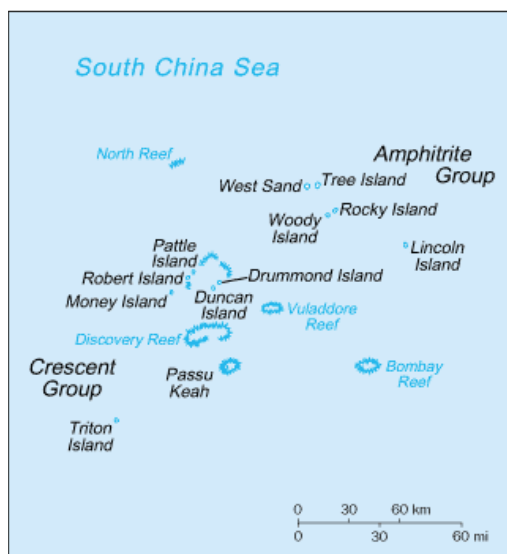 South China Sea
North Reef
Amphitrite
Group
West Sand
Tree Island
Rocky Island
Woody
Island
Lincoln
Island
Pattle
Island
Robert Island
Drummond Island
Money Island
Duncan
Island
Vuladdore
Reef
Discovery Reef
Crescent
Group
Passu
Keah
Bombay
Reef
Triton
Island
0 30 60 km
0 30 60 mi